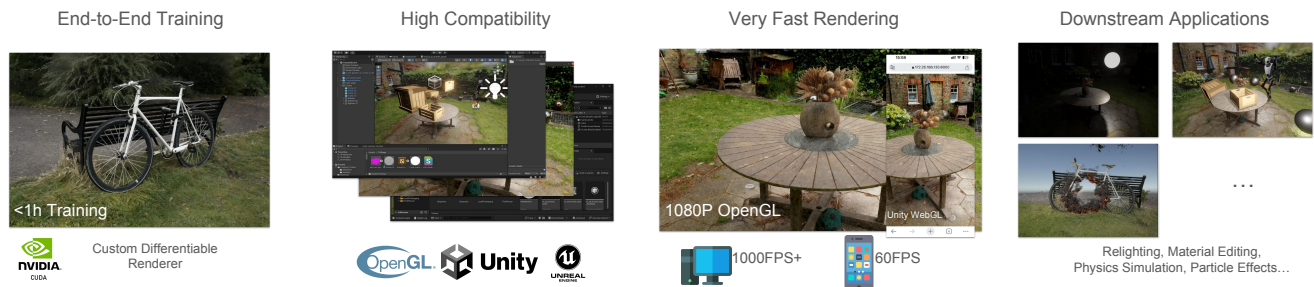 End-to-End Training
<1h Training
NVIDIA.
CUDA
Custom Differentiable
Renderer
High Compatibility
OpenGL.
Unity
UNREAL
ENGINE
Very Fast Rendering
1080P OpenGL
Unity WebGL
1000FPS+
60FPS
Downstream Applications
...
Relighting, Material Editing,
Physics Simulation, Particle Effects…